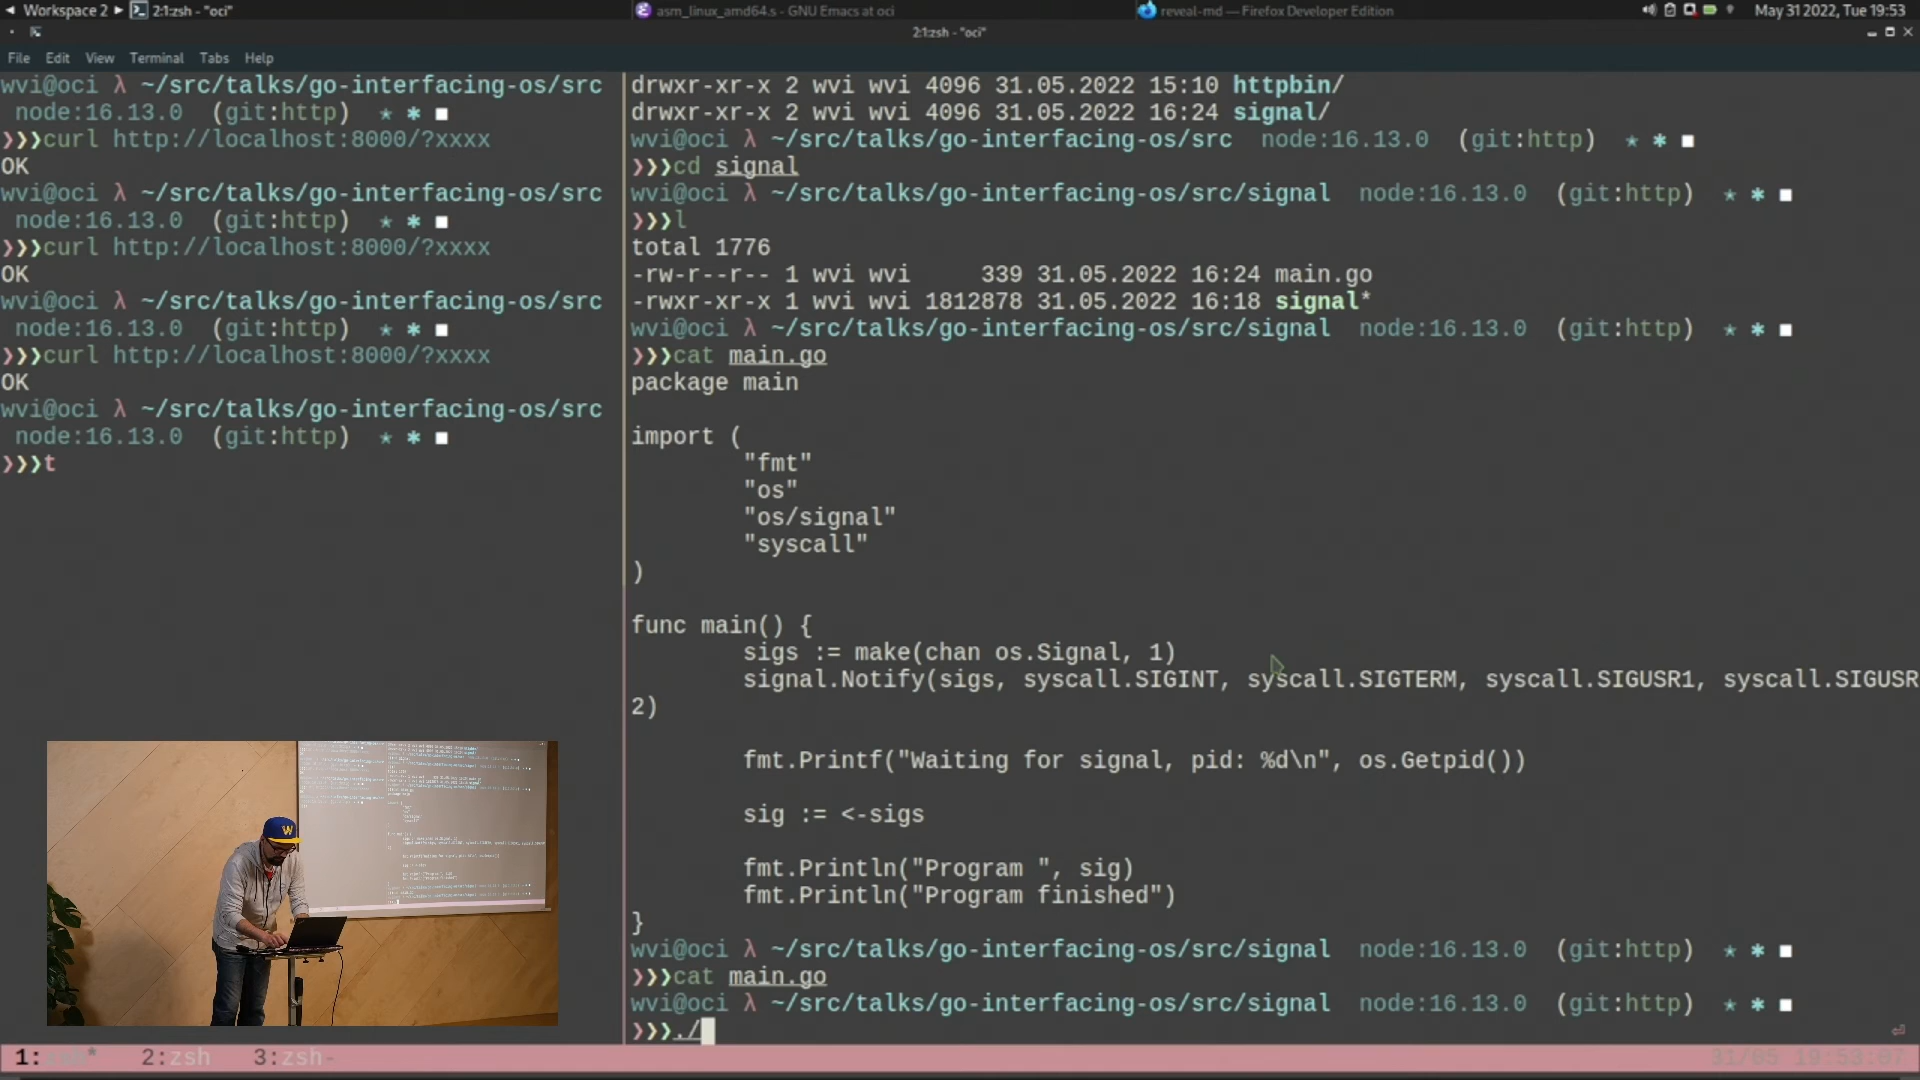 ◄ Workspace 2 ► 2:1:zsh - "oci"
asm_linux_amd64.s - GNU Emacs at oci
reveal-md — Firefox Developer Edition
May 31 2022, Tue 19:53
2:1:zsh - "oci"
File Edit View Terminal Tabs Help
wvi@oci λ ~/src/talks/go-interfacing-os/src
node:16.13.0 (git:http) ⋆ ✱ ■
❯❯❯curl http://localhost:8000/?xxxx
OK
wvi@oci λ ~/src/talks/go-interfacing-os/src
node:16.13.0 (git:http) ⋆ ✱ ■
❯❯❯curl http://localhost:8000/?xxxx
OK
wvi@oci λ ~/src/talks/go-interfacing-os/src
node:16.13.0 (git:http) ⋆ ✱ ■
❯❯❯curl http://localhost:8000/?xxxx
OK
wvi@oci λ ~/src/talks/go-interfacing-os/src
node:16.13.0 (git:http) ⋆ ✱ ■
❯❯❯t
drwxr-xr-x 2 wvi wvi 4096 31.05.2022 15:10 httpbin/
drwxr-xr-x 2 wvi wvi 4096 31.05.2022 16:24 signal/
wvi@oci λ ~/src/talks/go-interfacing-os/src node:16.13.0 (git:http) ⋆ ✱ ■
❯❯❯cd signal
wvi@oci λ ~/src/talks/go-interfacing-os/src/signal node:16.13.0 (git:http) ⋆ ✱ ■
❯❯❯l
total 1776
-rw-r--r-- 1 wvi wvi 339 31.05.2022 16:24 main.go
-rwxr-xr-x 1 wvi wvi 1812878 31.05.2022 16:18 signal*
wvi@oci λ ~/src/talks/go-interfacing-os/src/signal node:16.13.0 (git:http) ⋆ ✱ ■
❯❯❯cat main.go
package main
import (
"fmt"
"os"
"os/signal"
"syscall"
)
func main() {
sigs := make(chan os.Signal, 1)
signal.Notify(sigs, syscall.SIGINT, syscall.SIGTERM, syscall.SIGUSR1, syscall.SIGUSR
2)
fmt.Printf("Waiting for signal, pid: %d\n", os.Getpid())
sig := <-sigs
fmt.Println("Program ", sig)
fmt.Println("Program finished")
}
wvi@oci λ ~/src/talks/go-interfacing-os/src/signal node:16.13.0 (git:http) ⋆ ✱ ■
❯❯❯cat main.go
wvi@oci λ ~/src/talks/go-interfacing-os/src/signal node:16.13.0 (git:http) ⋆ ✱ ■
❯❯❯./
W
1:zsh* 2:zsh 3:zsh-
31/05 19:53:07